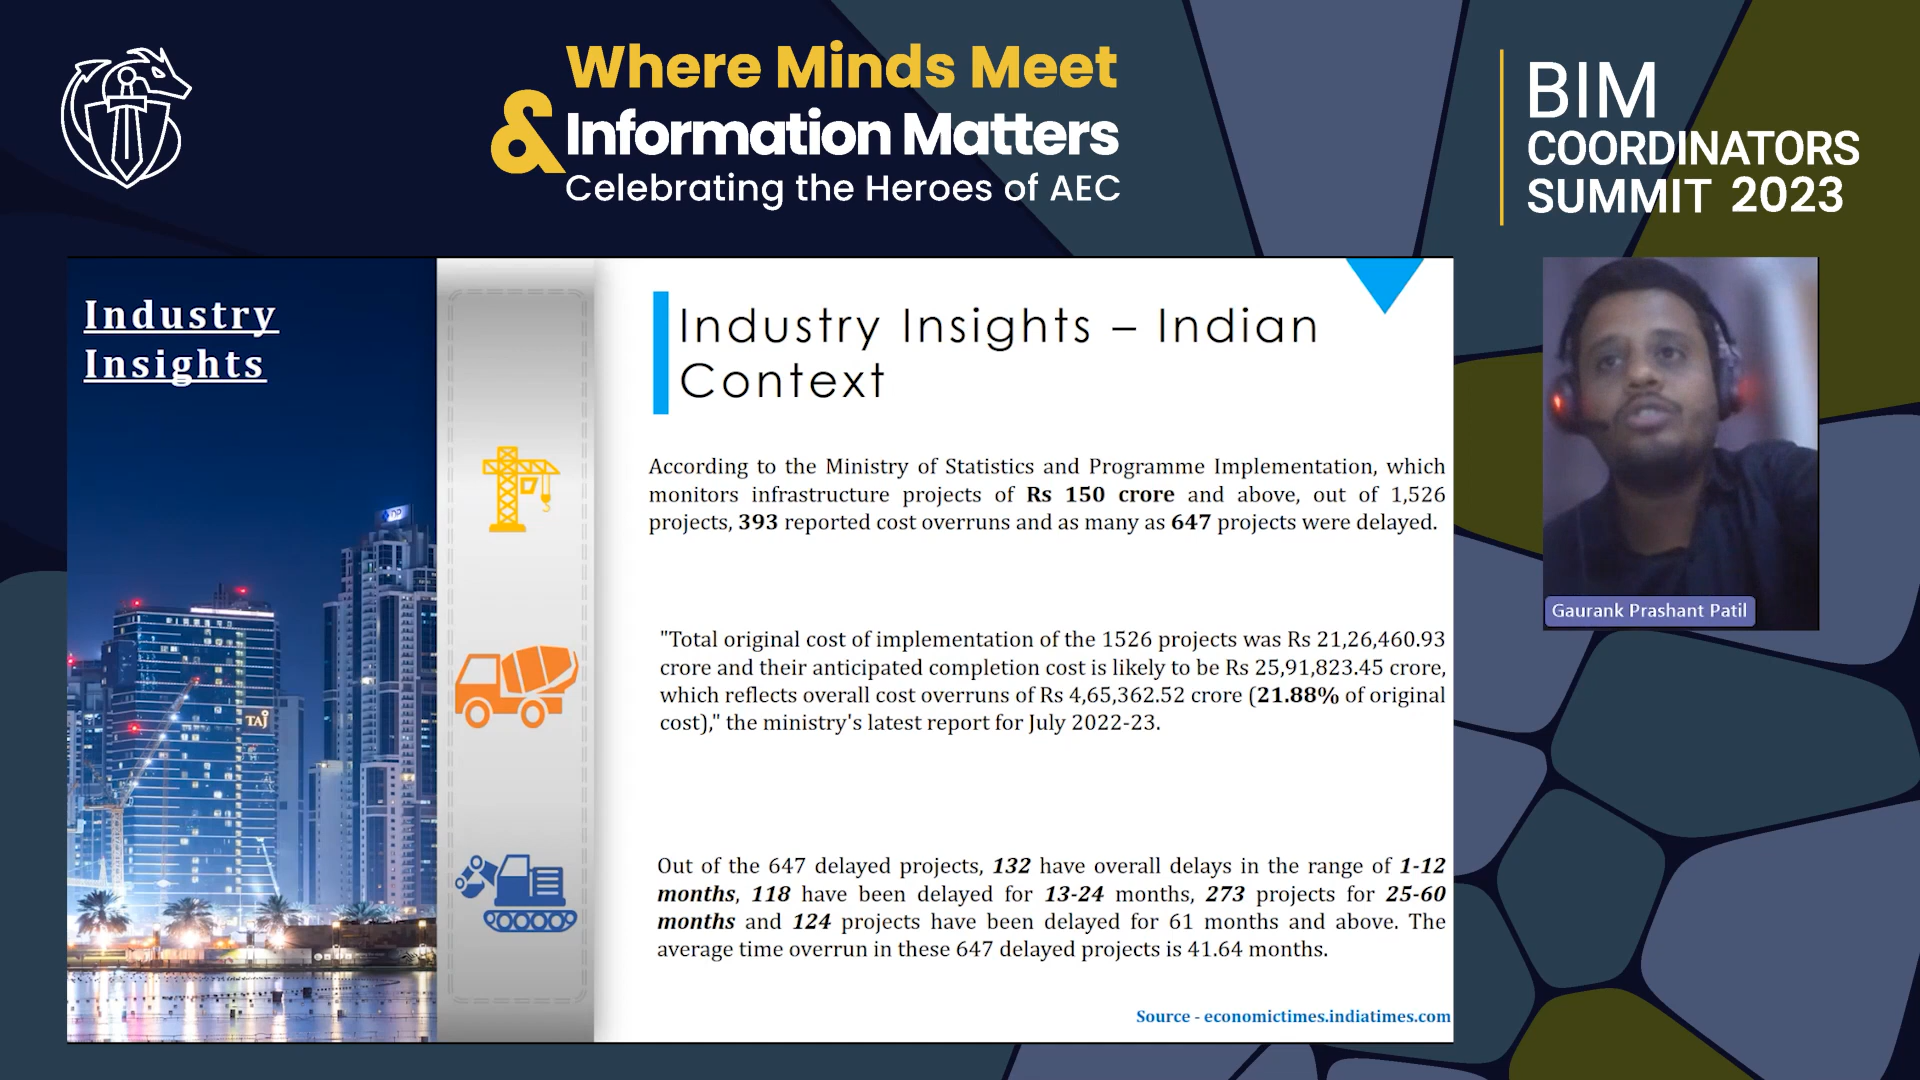 Where Minds Meet
& Information Matters
Celebrating the Heroes of AEC
BIM
COORDINATORS
SUMMIT 2023
Industry
Insights
TAJ
Industry Insights – Indian
Context
According to the Ministry of Statistics and Programme Implementation, which
monitors infrastructure projects of Rs 150 crore and above, out of 1,526
projects, 393 reported cost overruns and as many as 647 projects were delayed.
"Total original cost of implementation of the 1526 projects was Rs 21,26,460.93
crore and their anticipated completion cost is likely to be Rs 25,91,823.45 crore,
which reflects overall cost overruns of Rs 4,65,362.52 crore (21.88% of original
cost)," the ministry's latest report for July 2022-23.
Out of the 647 delayed projects, 132 have overall delays in the range of 1-12
months, 118 have been delayed for 13-24 months, 273 projects for 25-60
months and 124 projects have been delayed for 61 months and above. The
average time overrun in these 647 delayed projects is 41.64 months.
Source - economictimes.indiatimes.com
Gaurank Prashant Patil